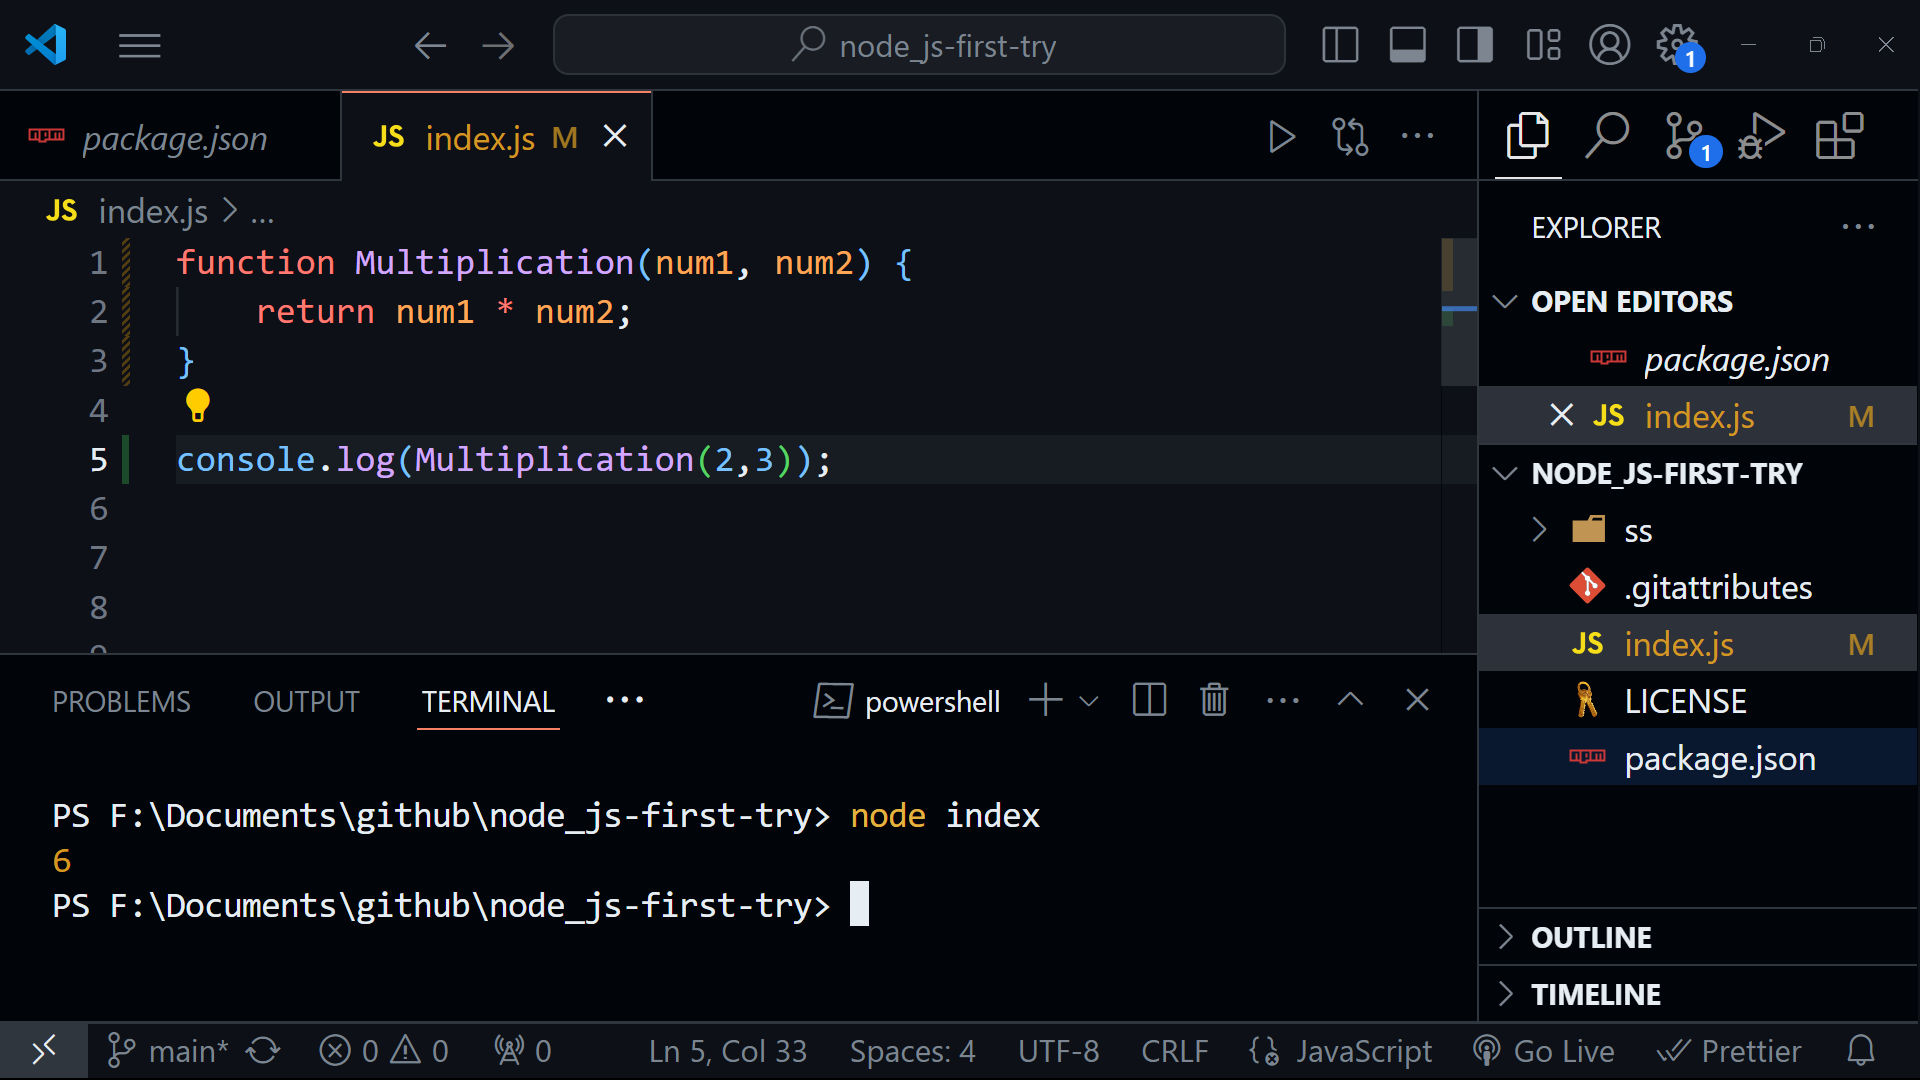 node_js-first-try
1
package.json
JS index.js M
1
JS index.js > ...
EXPLORER
1 function Multiplication(num1, num2) {
2 return num1 * num2;
3 }
4
5 console.log(Multiplication(2,3));
6
7
8
9
OPEN EDITORS
package.json
JS index.js M
NODE_JS-FIRST-TRY
ss
.gitattributes
JS index.js M
LICENSE
package.json
OUTLINE
TIMELINE
PROBLEMS OUTPUT TERMINAL ... powershell
PS F:\Documents\github\node_js-first-try> node index
6
PS F:\Documents\github\node_js-first-try>
main* 0 0 0 Ln 5, Col 33 Spaces: 4 UTF-8 CRLF JavaScript Go Live Prettier